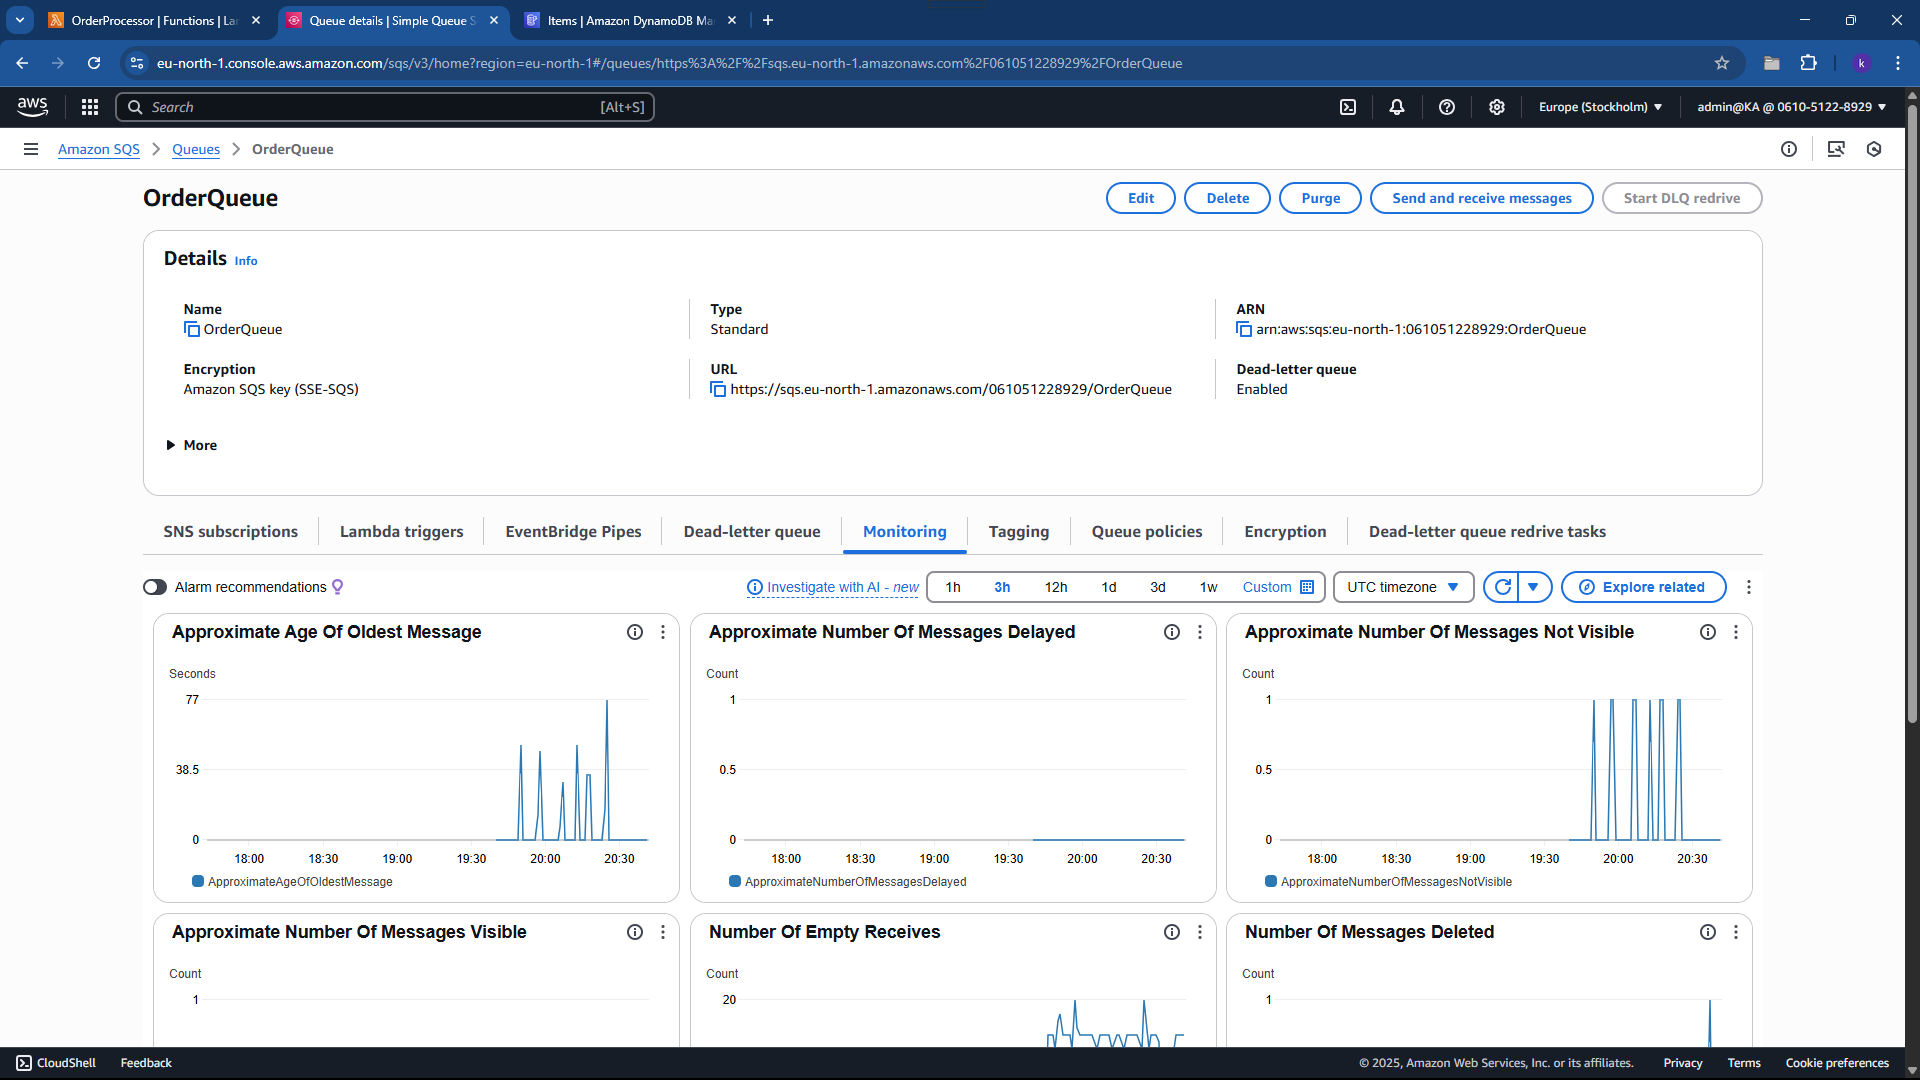 OrderProcessor | Functions | La
Queue details | Simple Queue S
Items | Amazon DynamoDB Ma
eu-north-1.console.aws.amazon.com/sqs/v3/home?region=eu-north-1#/queues/https%3A%2F%2Fsqs.eu-north-1.amazonaws.com%2F061051228929%2FOrderQueue
k
aws
Search
[Alt+S]
Europe (Stockholm)
admin@KA @ 0610-5122-8929
Amazon SQS
Queues
OrderQueue
OrderQueue
Edit
Delete
Purge
Send and receive messages
Start DLQ redrive
Details Info
Name
OrderQueue
Type
Standard
ARN
arn:aws:sqs:eu-north-1:061051228929:OrderQueue
Encryption
Amazon SQS key (SSE-SQS)
URL
https://sqs.eu-north-1.amazonaws.com/061051228929/OrderQueue
Dead-letter queue
Enabled
More
SNS subscriptions
Lambda triggers
EventBridge Pipes
Dead-letter queue
Monitoring
Tagging
Queue policies
Encryption
Dead-letter queue redrive tasks
Alarm recommendations
Investigate with AI - new
1h
3h
12h
1d
3d
1w
Custom
UTC timezone
Explore related
Approximate Age Of Oldest Message
Seconds
77
38.5
0
18:00
18:30
19:00
19:30
20:00
20:30
ApproximateAgeOfOldestMessage
Approximate Number Of Messages Delayed
Count
1
0.5
0
18:00
18:30
19:00
19:30
20:00
20:30
ApproximateNumberOfMessagesDelayed
Approximate Number Of Messages Not Visible
Count
1
0.5
0
18:00
18:30
19:00
19:30
20:00
20:30
ApproximateNumberOfMessagesNotVisible
Approximate Number Of Messages Visible
Count
1
Number Of Empty Receives
Count
20
Number Of Messages Deleted
Count
1
CloudShell
Feedback
© 2025, Amazon Web Services, Inc. or its affiliates.
Privacy
Terms
Cookie preferences